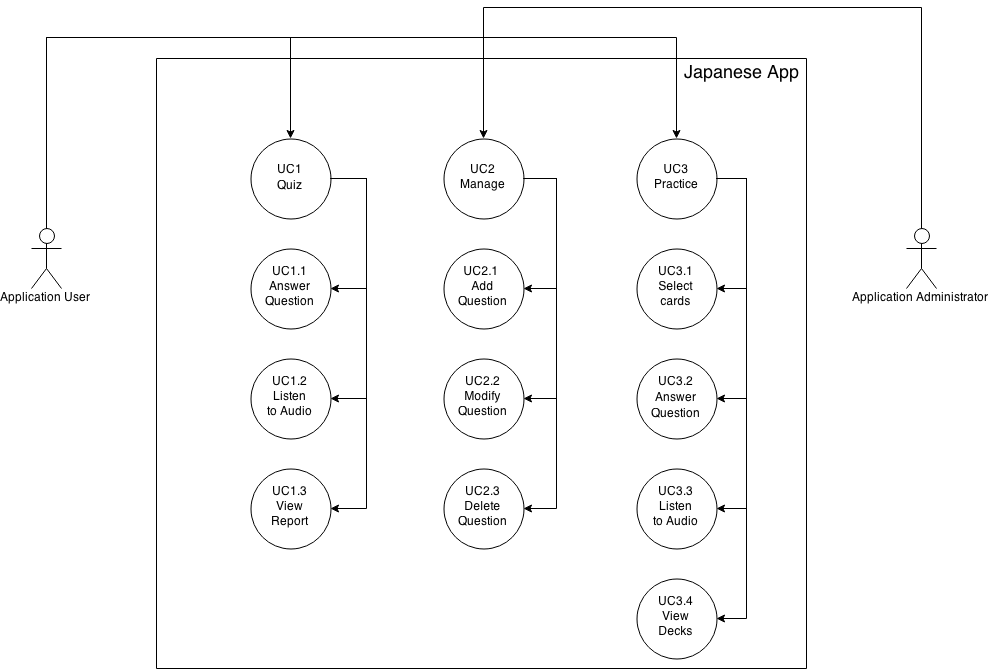 Japanese App
UC1
Quiz
UC2
Manage
UC3
Practice
Application User
Application Administrator
UC1.1
Answer
Question
UC2.1
Add
Question
UC3.1
Select
cards
UC1.2
Listen
to Audio
UC2.2
Modify
Question
UC3.2
Answer
Question
UC1.3
View
Report
UC2.3
Delete
Question
UC3.3
Listen
to Audio
UC3.4
View
Decks